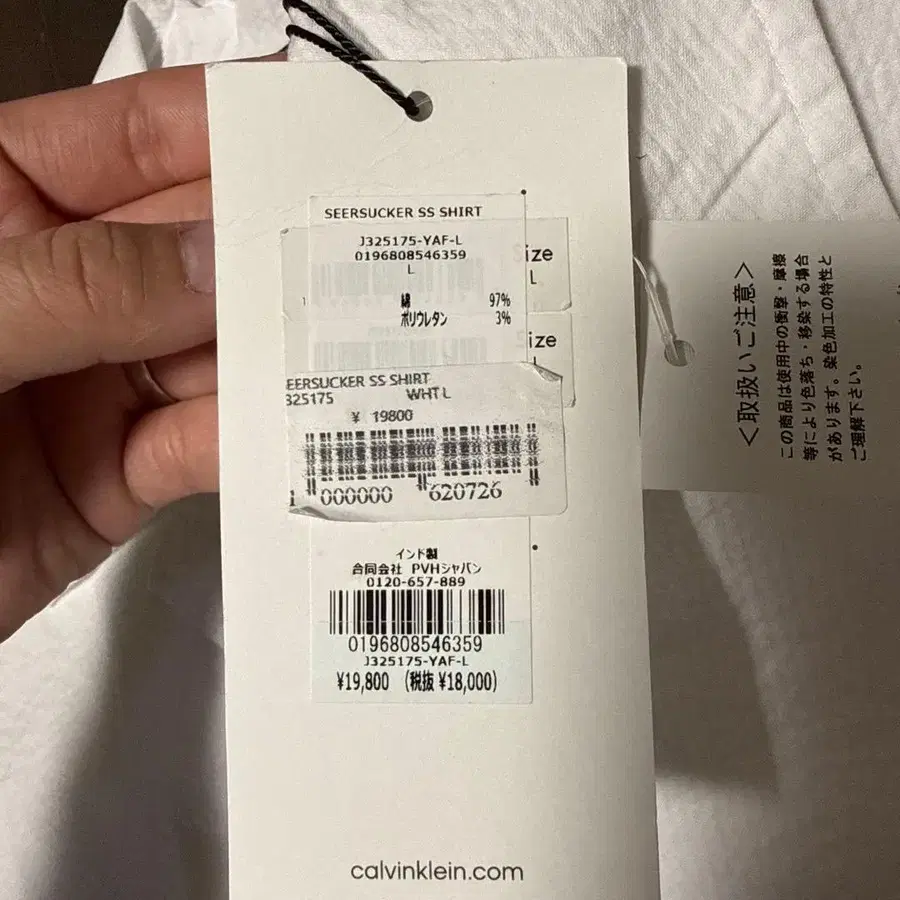 SEERSUCKER SS SHIRT
J325175-YAF-L
0196808546359
L
綿 97%
ポリウレタン 3%
Size
L
Size
EERSUCKER SS SHIRT
325175 WHT L
¥ 19800
1 000000 620726
インド製
合同会社 PVHジャパン
0120-657-889
0196808546359
J325175-YAF-L
¥19,800 (税抜 ¥18,000)
calvinklein.com
＜取扱いご注意＞
この商品は使用中の衝撃・摩擦
等により色落ち・移染する場合
があります。染色加工の特性と
ご理解下さい。